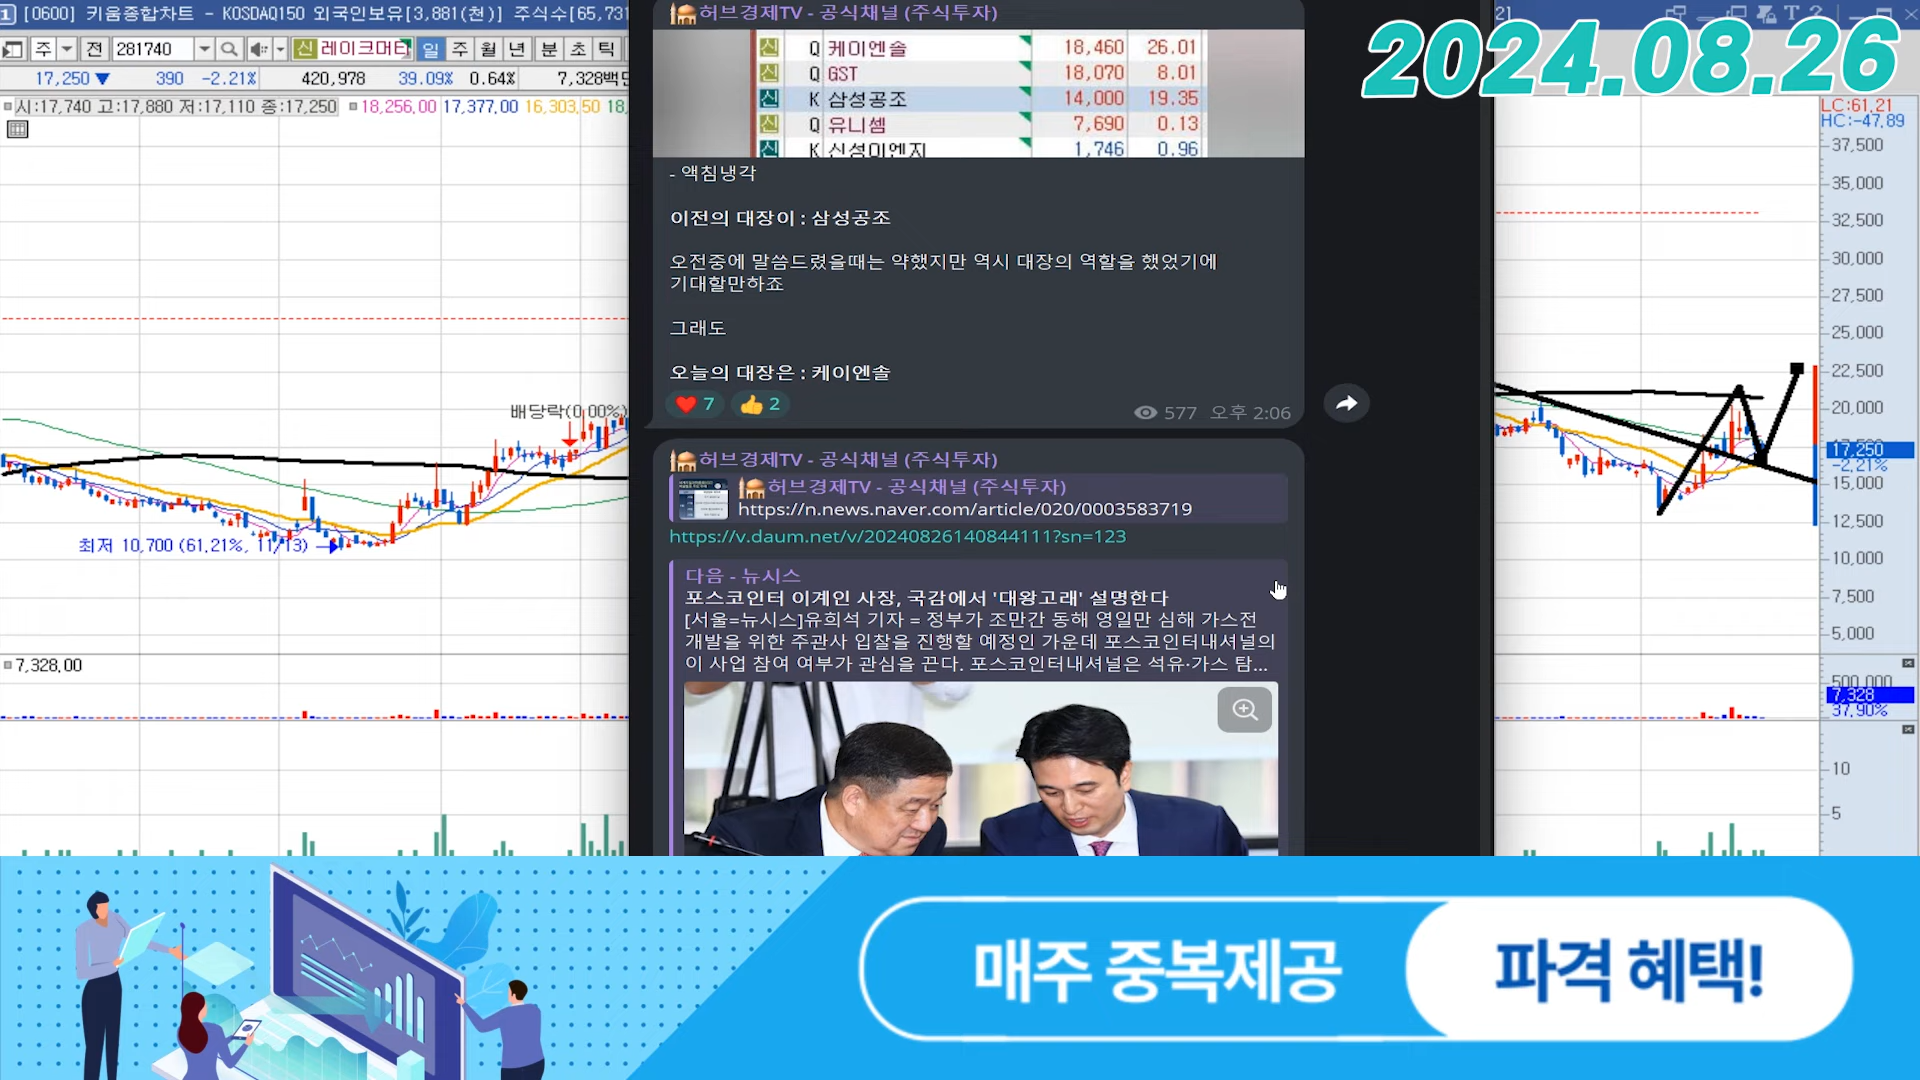 [0600] 키움종합차트 - KOSDAQ150 외국인보유[3,881(천)] 주식수[65,731
주 전 281740 신 레이크머티 일 주 월 년 분 초 틱
17,250 ▼ 390 -2.21% 420,978 39.09% 0.64% 7,328백만
시:17,740 고:17,880 저:17,110 종:17,250 18,256.00 17,377.00 16,303.50 18,
배당락(0.00%)
최저 10,700 (61.21%, 11/13)
7,328.00
허브경제TV - 공식채널 (주식투자)
신 Q 케이엔솔 18,460 26.01
신 Q GST 18,070 8.01
신 K 삼성공조 14,000 19.35
신 Q 유니셈 7,690 0.13
신 K 신성이엔지 1,746 0.96
- 액침냉각
이전의 대장이 : 삼성공조
오전중에 말씀드렸을때는 약했지만 역시 대장의 역할을 했었기에
기대할만하죠
그래도
오늘의 대장은 : 케이엔솔
7 2 577 오후 2:06
허브경제TV - 공식채널 (주식투자)
허브경제TV - 공식채널 (주식투자)
https://n.news.naver.com/article/020/0003583719
https://v.daum.net/v/20240826140844111?sn=123
다음 - 뉴시스
포스코인터 이계인 사장, 국감에서 '대왕고래' 설명한다
[서울=뉴시스]유희석 기자 = 정부가 조만간 동해 영일만 심해 가스전
개발을 위한 주관사 입찰을 진행할 예정인 가운데 포스코인터내셔널의
이 사업 참여 여부가 관심을 끈다. 포스코인터내셔널은 석유·가스 탐...
2024.08.26
LC:61.21
HC:-47.89
37,500
35,000
32,500
30,000
27,500
25,000
22,500
20,000
17,250
-2.21%
15,000
12,500
10,000
7,500
5,000
500,000
7,328
37.90%
10
5
매주 중복제공
파격 혜택!